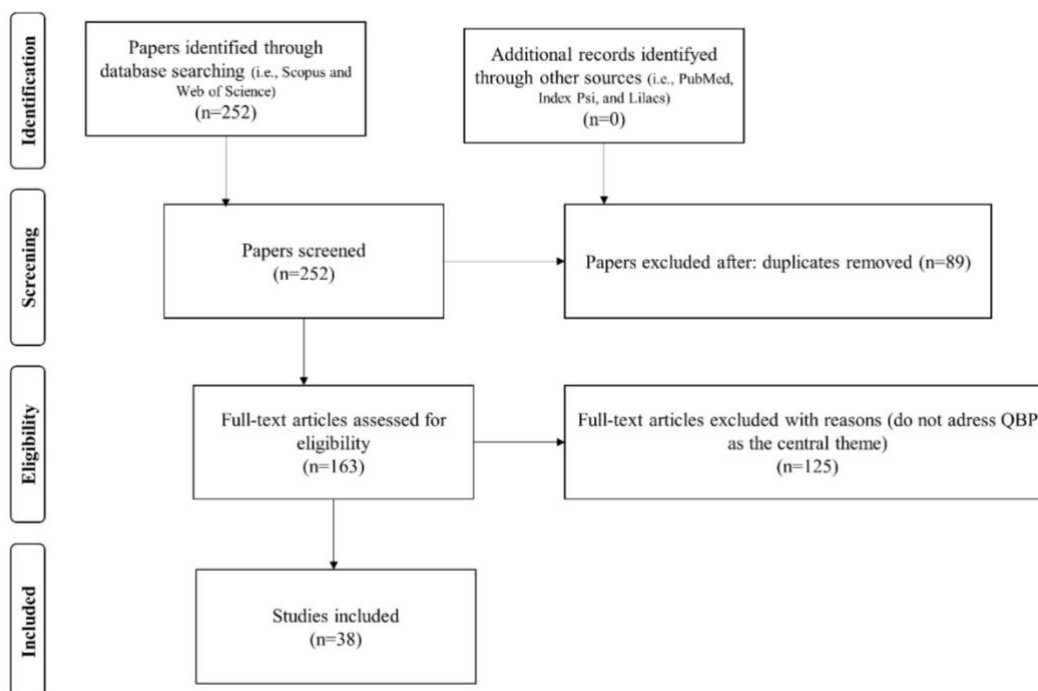 Identification
Papers identified through
database searching (i.e., Scopus and
Web of Science)
(n=252)
Additional records identifyed
through other sources (i.e., PubMed,
Index Psi, and Lilacs)
(n=0)
Screening
Papers screened
(n=252)
Papers excluded after: duplicates removed (n=89)
Eligibility
Full-text articles assessed for
eligibility
(n=163)
Full-text articles excluded with reasons (do not adress QBP
as the central theme)
(n=125)
Included
Studies included
(n=38)